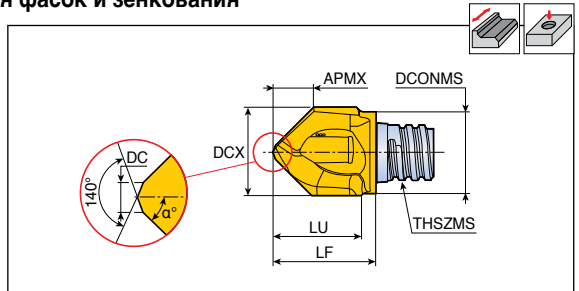 я фасок и зенкования
APMX
DCONMS
DCX
DC
140°
α°
LU
LF
THSZMS